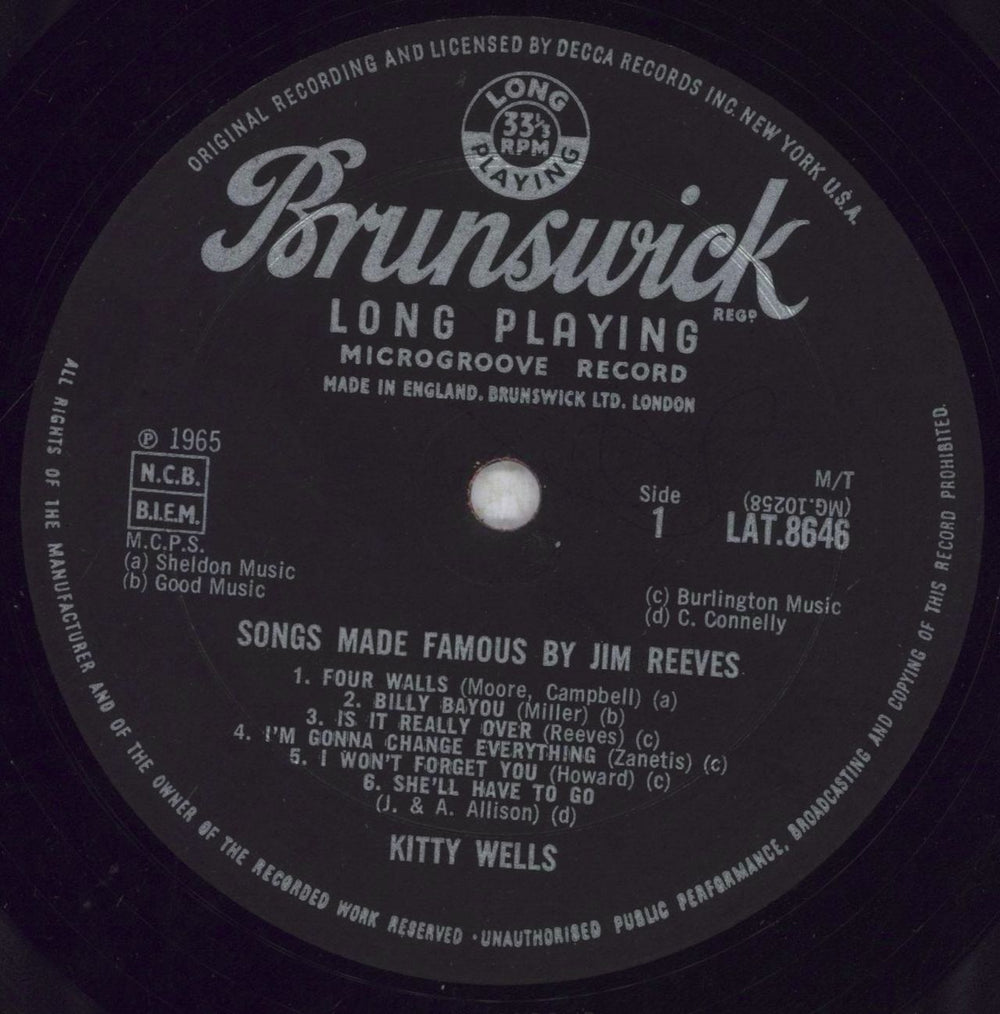 ORIGINAL RECORDING AND LICENSED BY DECCA RECORDS INC. NEW YORK U.S.A.
LONG
33⅓
RPM
PLAYING
Brunswick
REGD
LONG PLAYING
MICROGROOVE RECORD
MADE IN ENGLAND. BRUNSWICK LTD. LONDON
℗ 1965
N.C.B.
B.I.E.M.
M.C.P.S.
(a) Sheldon Music
(b) Good Music
M/T
(MG.10258)
Side
1
LAT.8646
(c) Burlington Music
(d) C. Connelly
SONGS MADE FAMOUS BY JIM REEVES
1. FOUR WALLS (Moore, Campbell) (a)
2. BILLY BAYOU (Miller) (b)
3. IS IT REALLY OVER (Reeves) (c)
4. I'M GONNA CHANGE EVERYTHING (Zanetis) (c)
5. I WON'T FORGET YOU (Howard) (c)
6. SHE'LL HAVE TO GO
(J. & A. Allison) (d)
KITTY WELLS
ALL RIGHTS OF THE MANUFACTURER AND OF THE OWNER OF THE RECORDED WORK RESERVED · UNAUTHORISED PUBLIC PERFORMANCE, BROADCASTING AND COPYING OF THIS RECORD PROHIBITED.